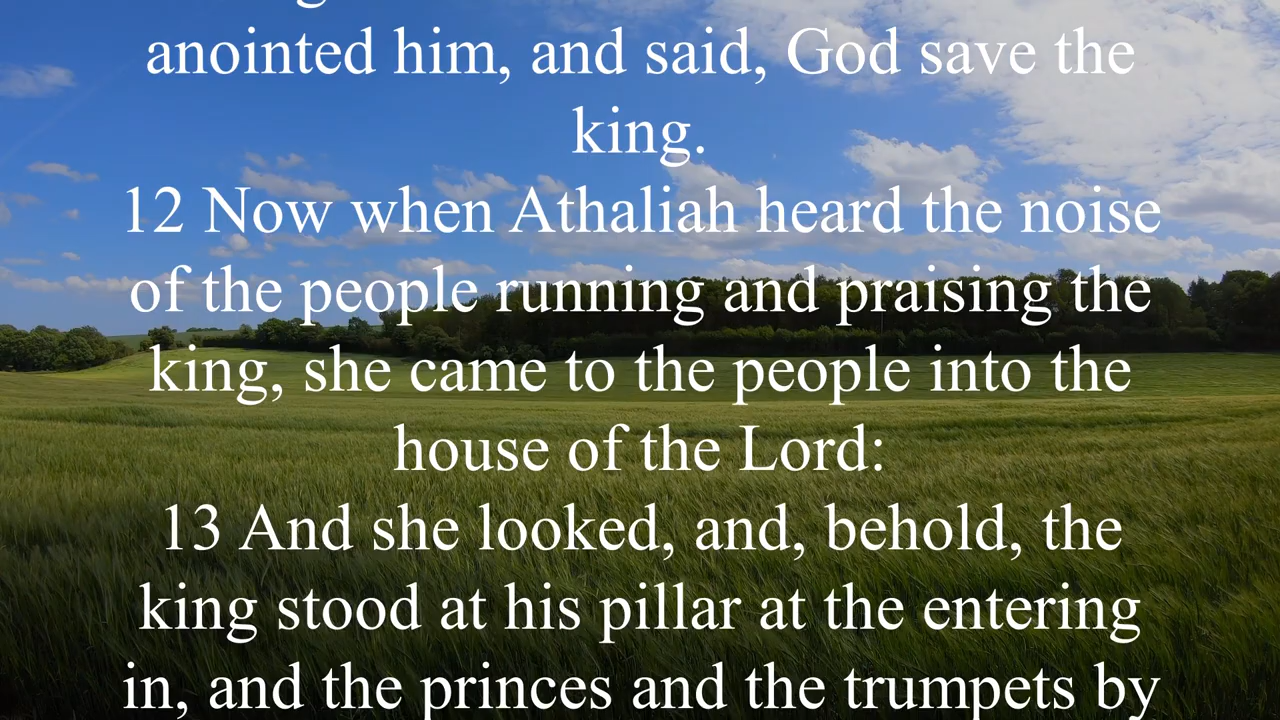 anointed him, and said, God save the
king.
12 Now when Athaliah heard the noise
of the people running and praising the
king, she came to the people into the
house of the Lord:
13 And she looked, and, behold, the
king stood at his pillar at the entering
in, and the princes and the trumpets by